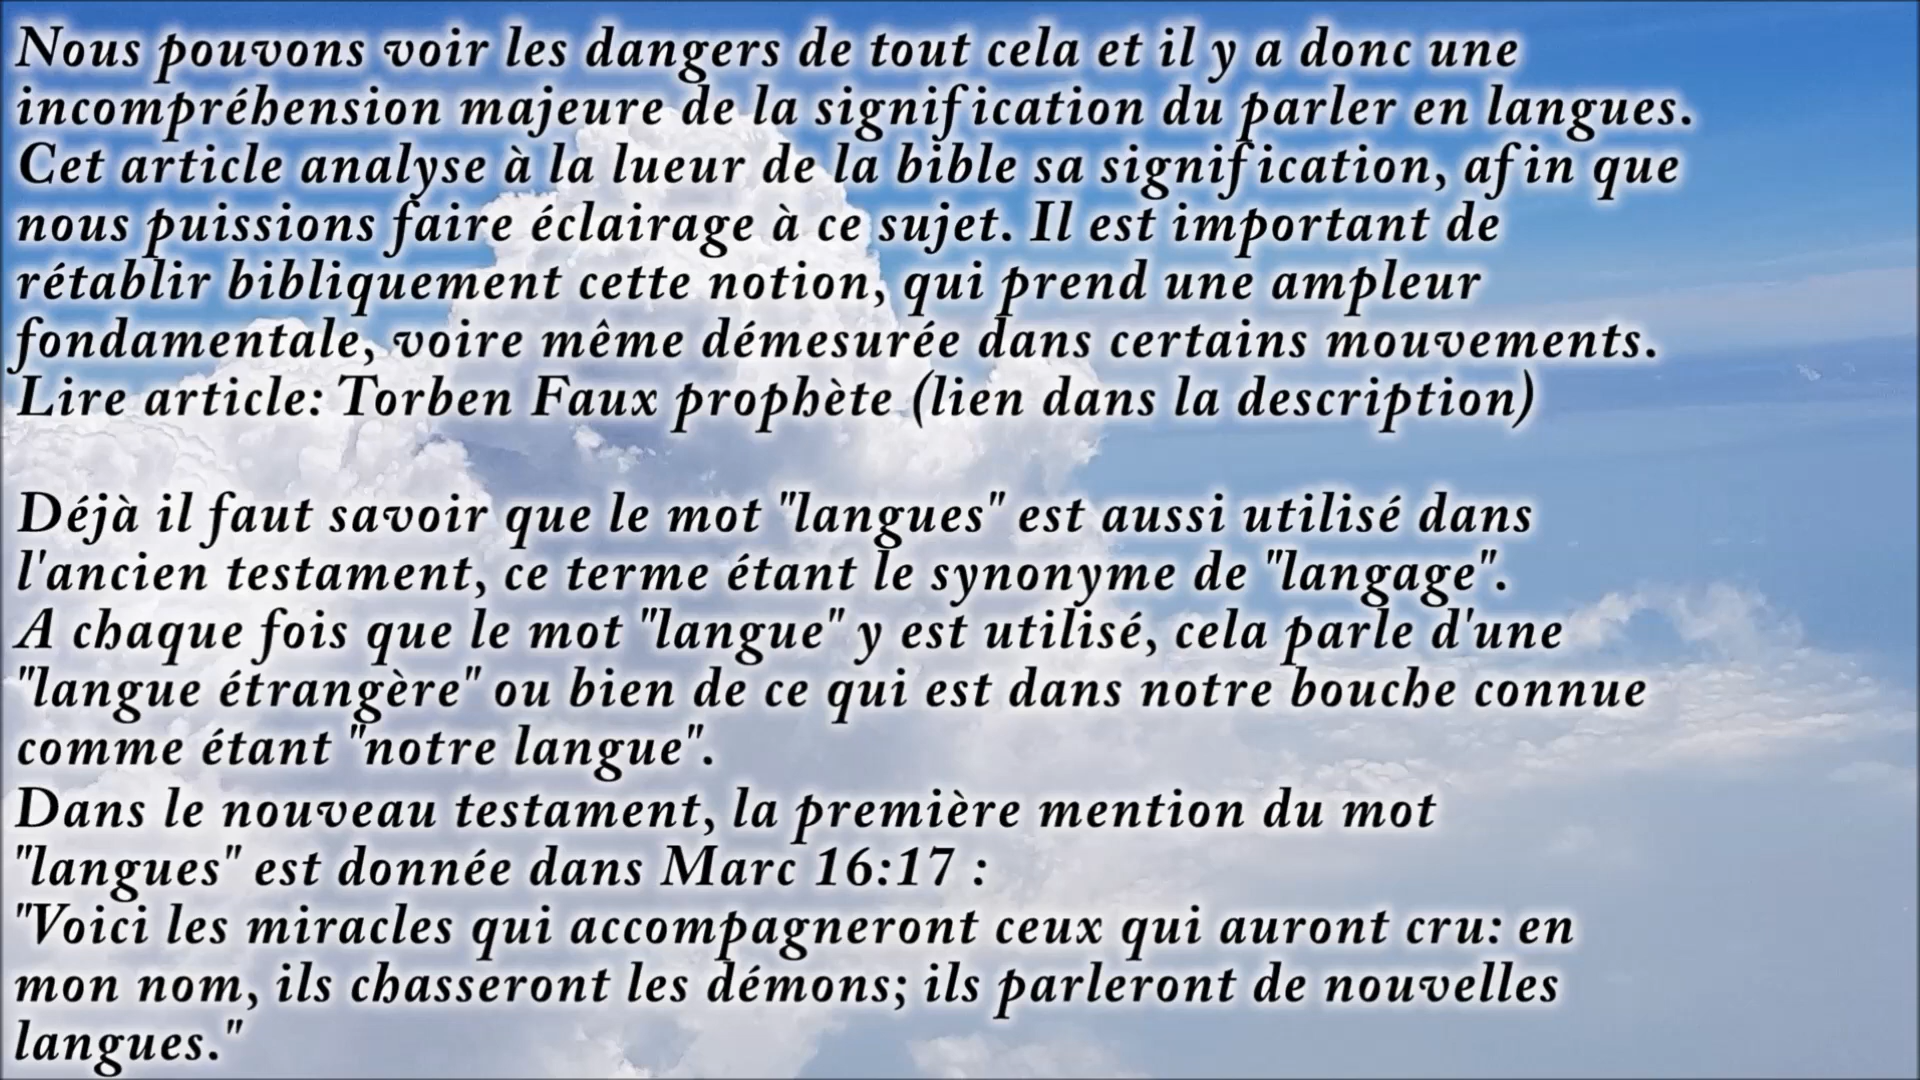 Nous pouvons voir les dangers de tout cela et il y a donc une
incompréhension majeure de la signification du parler en langues.
Cet article analyse à la lueur de la bible sa signification, afin que
nous puissions faire éclairage à ce sujet. Il est important de
rétablir bibliquement cette notion, qui prend une ampleur
fondamentale, voire même démesurée dans certains mouvements.
Lire article: Torben Faux prophète (lien dans la description)
Déjà il faut savoir que le mot "langues" est aussi utilisé dans
l'ancien testament, ce terme étant le synonyme de "langage".
A chaque fois que le mot "langue" y est utilisé, cela parle d'une
"langue étrangère" ou bien de ce qui est dans notre bouche connue
comme étant "notre langue".
Dans le nouveau testament, la première mention du mot
"langues" est donnée dans Marc 16:17 :
"Voici les miracles qui accompagneront ceux qui auront cru: en
mon nom, ils chasseront les démons; ils parleront de nouvelles
langues."